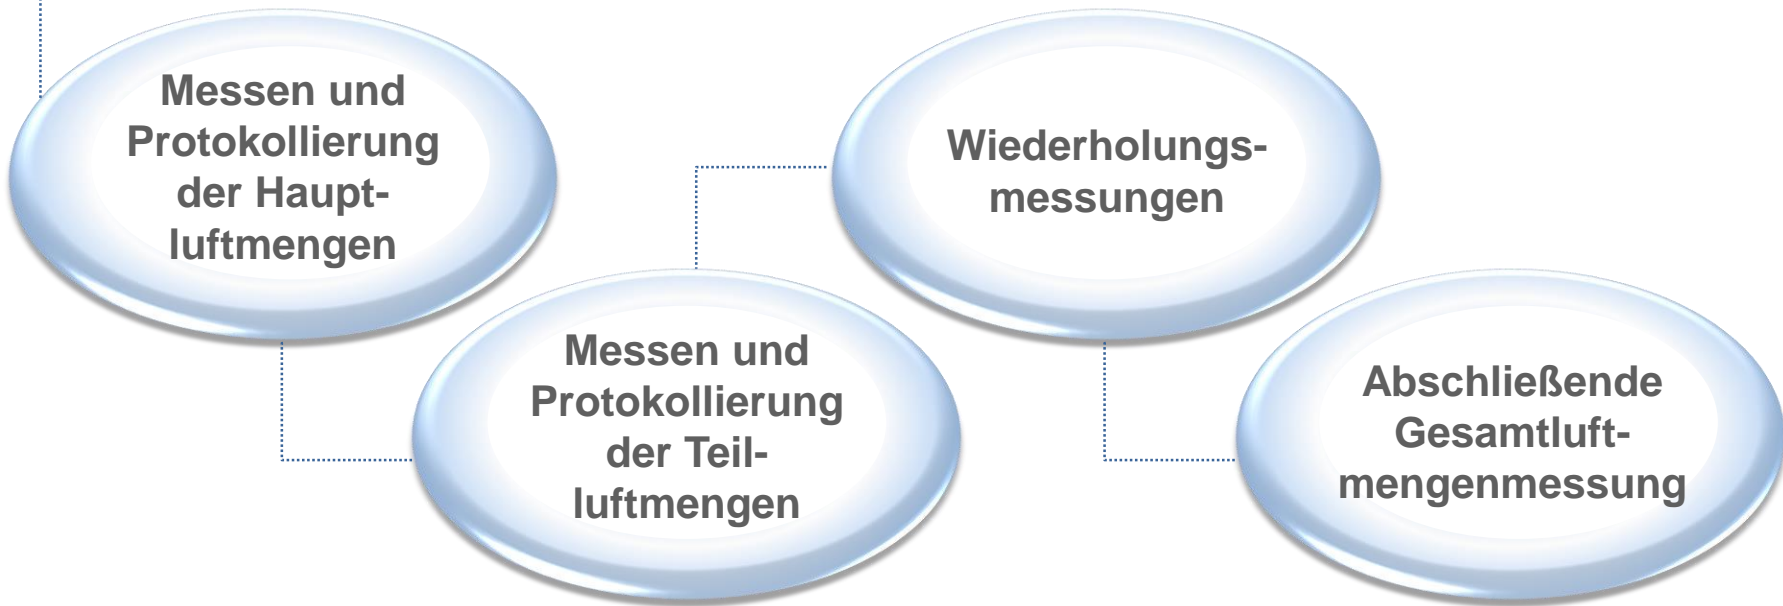 Messen und
Protokollierung
der Haupt-
luftmengen
Messen und
Protokollierung
der Teil-
luftmengen
Wiederholungs-
messungen
Abschließende
Gesamtluft-
mengenmessung